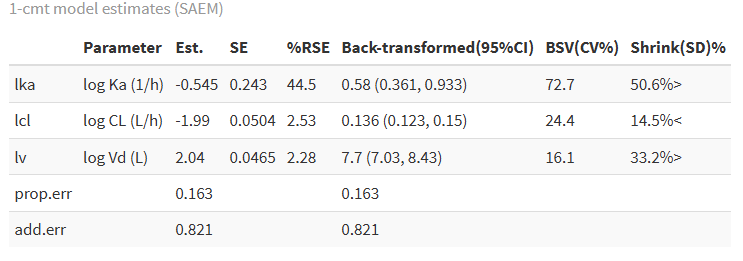 1-cmt model estimates (SAEM)
Parameter Est. SE %RSE Back-transformed(95%CI) BSV(CV%) Shrink(SD)%
lka log Ka (1/h) -0.545 0.243 44.5 0.58 (0.361, 0.933) 72.7 50.6%>
lcl log CL (L/h) -1.99 0.0504 2.53 0.136 (0.123, 0.15) 24.4 14.5%<
lv log Vd (L) 2.04 0.0465 2.28 7.7 (7.03, 8.43) 16.1 33.2%>
prop.err 0.163 0.163
add.err 0.821 0.821